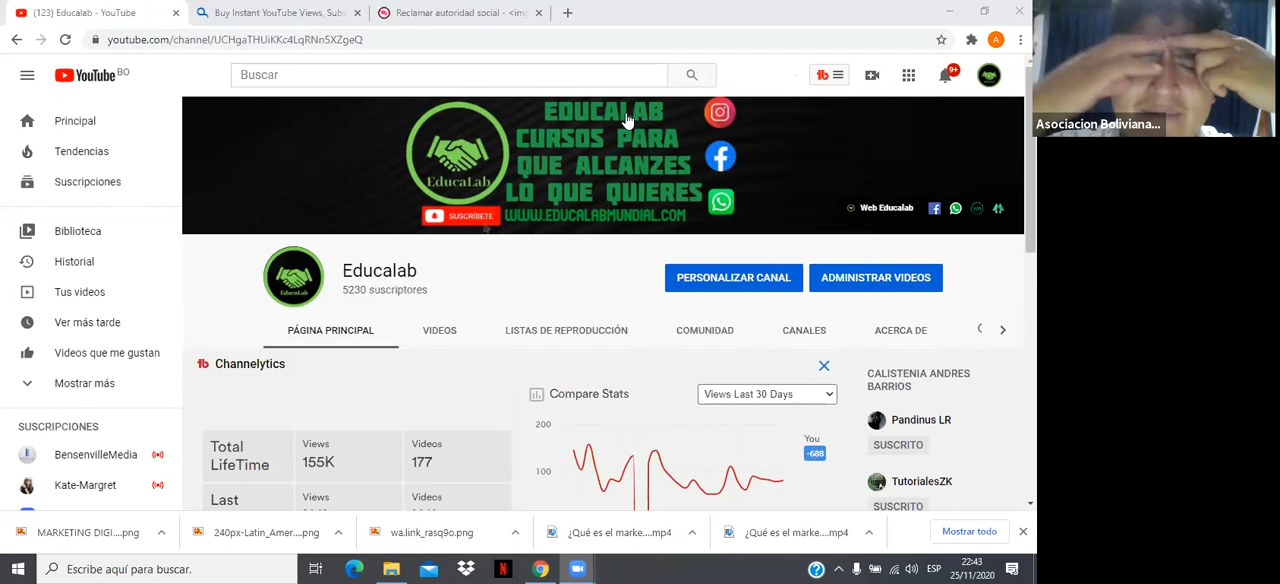 (123) Educalab - YouTube
Buy Instant YouTube Views, Subs
Reclamar autoridad social - <img
youtube.com/channel/UCHgaTHUiKKc4LqRNn5XZgeQ
A
YouTube BO
Buscar
9+
Principal
Tendencias
Suscripciones
Biblioteca
Historial
Tus videos
Ver más tarde
Videos que me gustan
Mostrar más
SUSCRIPCIONES
BensenvilleMedia
Kate-Margret
EducaLab
EDUCALAB
CURSOS PARA
QUE ALCANZES
LO QUE QUIERES
SUSCRÍBETE
WWW.EDUCALABMUNDIAL.COM
Web Educalab
EducaLab
Educalab
5230 suscriptores
PERSONALIZAR CANAL
ADMINISTRAR VIDEOS
PÁGINA PRINCIPAL
VIDEOS
LISTAS DE REPRODUCCIÓN
COMUNIDAD
CANALES
ACERCA DE
Channelytics
Compare Stats
Views Last 30 Days
Total LifeTime
Views
155K
Videos
177
Last
Views
Videos
200
100
You
-688
CALISTENIA ANDRES
BARRIOS
Pandinus LR
SUSCRITO
TutorialesZK
SUSCRITO
Asociacion Boliviana...
MARKETING DIGI....png
240px-Latin_Amer....png
wa.link_rasq9o.png
¿Qué es el marke....mp4
¿Qué es el marke....mp4
Mostrar todo
Escribe aquí para buscar.
ESP
22:43
25/11/2020